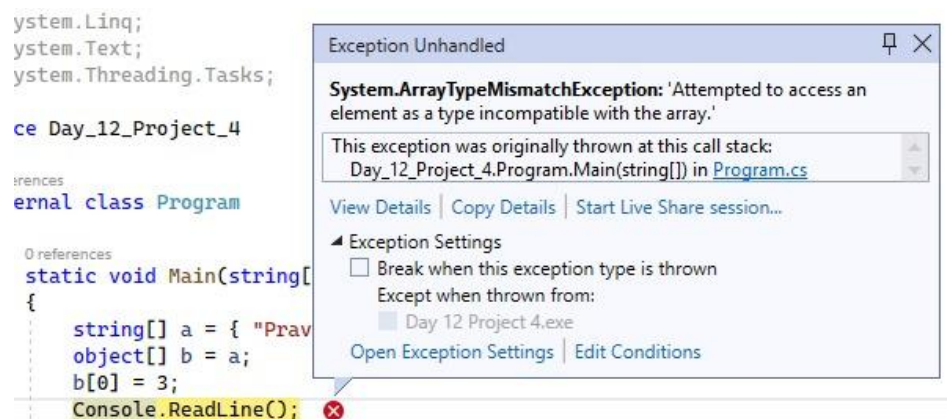 ystem.Linq;
ystem.Text;
ystem.Threading.Tasks;
ce Day_12_Project_4
erences
ernal class Program
0 references
static void Main(string[
{
string[] a = { "Prav
object[] b = a;
b[0] = 3;
Console.ReadLine();
Exception Unhandled
System.ArrayTypeMismatchException: 'Attempted to access an
element as a type incompatible with the array.'
This exception was originally thrown at this call stack:
Day_12_Project_4.Program.Main(string[]) in Program.cs
View Details | Copy Details | Start Live Share session...
Exception Settings
Break when this exception type is thrown
Except when thrown from:
Day 12 Project 4.exe
Open Exception Settings | Edit Conditions